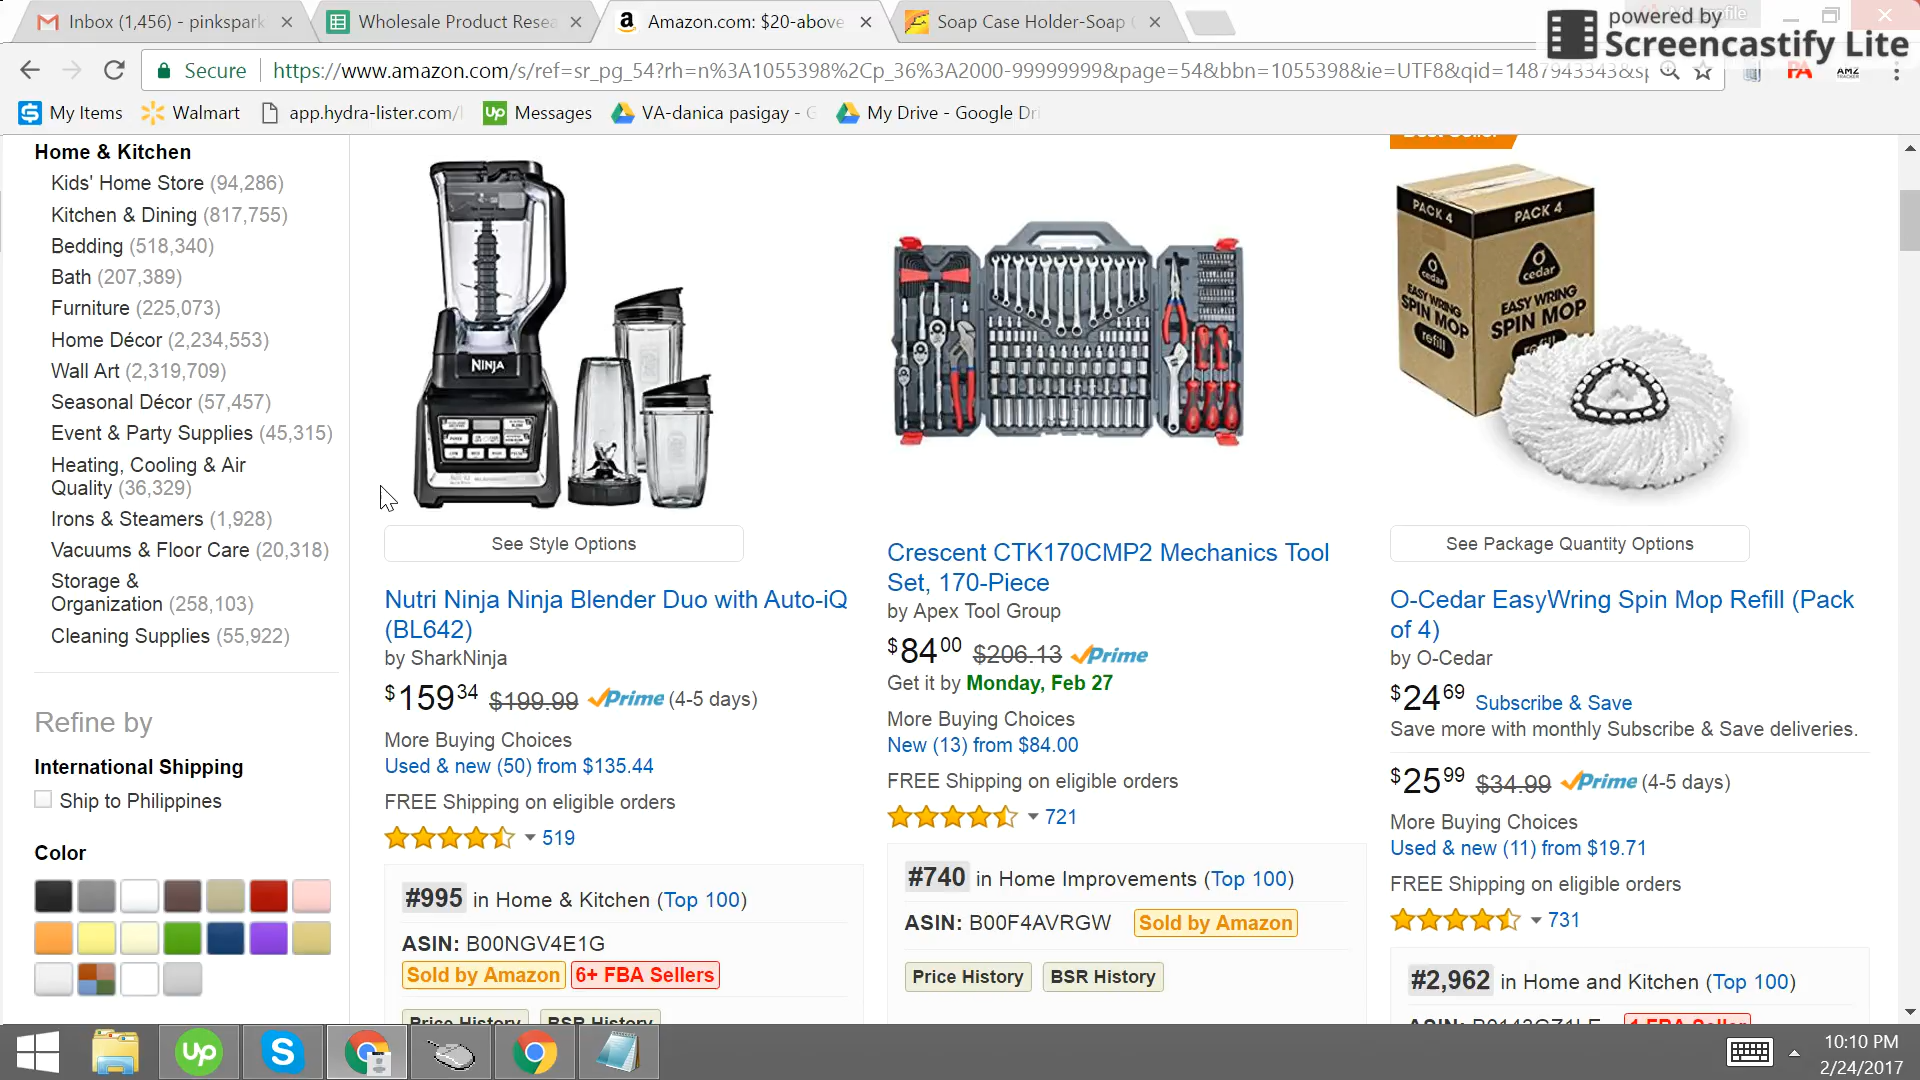 Inbox (1,456) - pinkspark
Wholesale Product Resea
Amazon.com: $20-above
Soap Case Holder-Soap
powered by
Screencastify Lite
Secure
https://www.amazon.com/s/ref=sr_pg_54?rh=n%3A1055398%2Cp_36%3A2000-99999999&page=54&bbn=1055398&ie=UTF8&qid=1487943343&s
My Items
Walmart
app.hydra-lister.com/
Messages
VA-danica pasigay - G
My Drive - Google Dri
Home & Kitchen
Kids' Home Store (94,286)
Kitchen & Dining (817,755)
Bedding (518,340)
Bath (207,389)
Furniture (225,073)
Home Décor (2,234,553)
Wall Art (2,319,709)
Seasonal Décor (57,457)
Event & Party Supplies (45,315)
Heating, Cooling & Air
Quality (36,329)
Irons & Steamers (1,928)
Vacuums & Floor Care (20,318)
Storage &
Organization (258,103)
Cleaning Supplies (55,922)
Refine by
International Shipping
Ship to Philippines
Color
NINJA
See Style Options
Nutri Ninja Ninja Blender Duo with Auto-iQ
(BL642)
by SharkNinja
$159 34 $199.99 Prime (4-5 days)
More Buying Choices
Used & new (50) from $135.44
FREE Shipping on eligible orders
519
#995 in Home & Kitchen (Top 100)
ASIN: B00NGV4E1G
Sold by Amazon 6+ FBA Sellers
Price History BSR History
Crescent CTK170CMP2 Mechanics Tool
Set, 170-Piece
by Apex Tool Group
$84 00 $206.13 Prime
Get it by Monday, Feb 27
More Buying Choices
New (13) from $84.00
FREE Shipping on eligible orders
721
#740 in Home Improvements (Top 100)
ASIN: B00F4AVRGW Sold by Amazon
Price History BSR History
Best Seller
PACK 4 PACK 4
O cedar
O cedar
EASY WRING
SPIN MOP
refill
EASY WRING
SPIN MOP
refill
See Package Quantity Options
O-Cedar EasyWring Spin Mop Refill (Pack
of 4)
by O-Cedar
$24 69 Subscribe & Save
Save more with monthly Subscribe & Save deliveries.
$25 99 $34.99 Prime (4-5 days)
More Buying Choices
Used & new (11) from $19.71
FREE Shipping on eligible orders
731
#2,962 in Home and Kitchen (Top 100)
ASIN: 1 FBA Seller
10:10 PM
2/24/2017